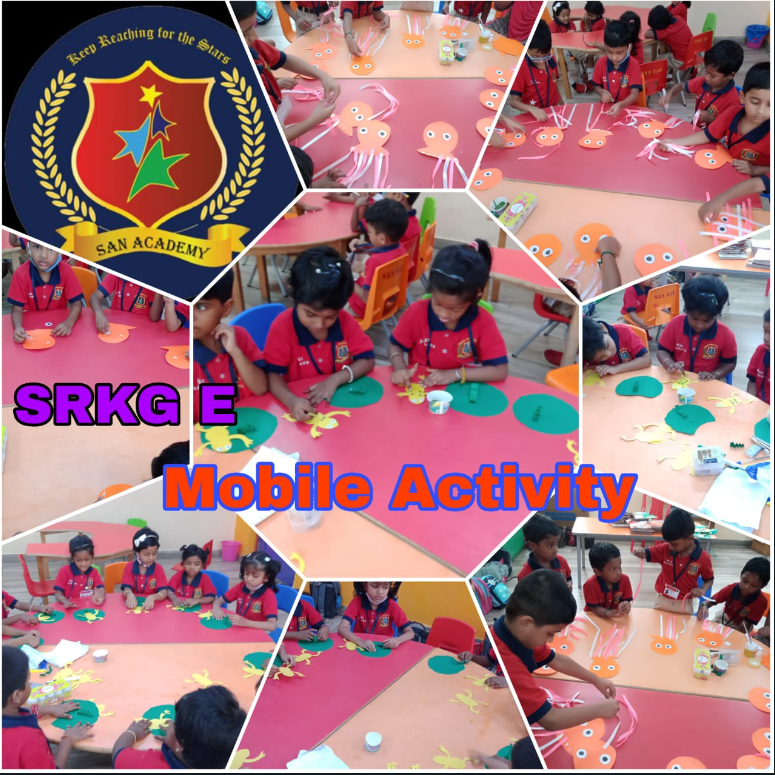 Keep Reaching for the Stars
SAN ACADEMY
SRKG E
Mobile Activity